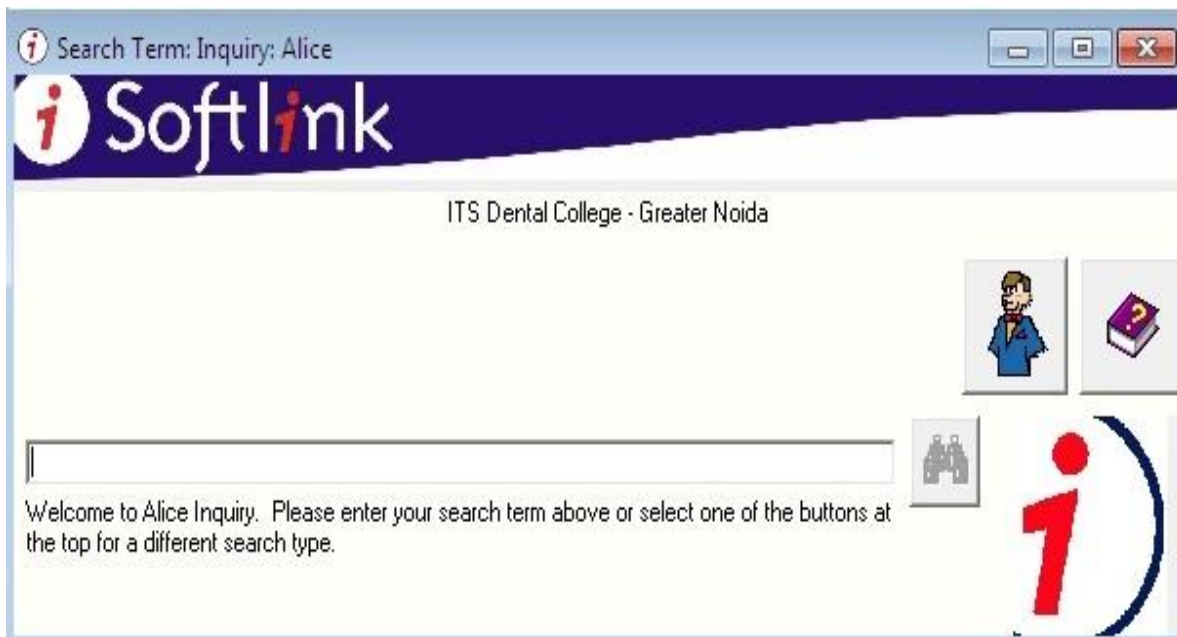 Search Term: Inquiry: Alice
Softlink
ITS Dental College - Greater Noida
Welcome to Alice Inquiry. Please enter your search term above or select one of the buttons at
the top for a different search type.